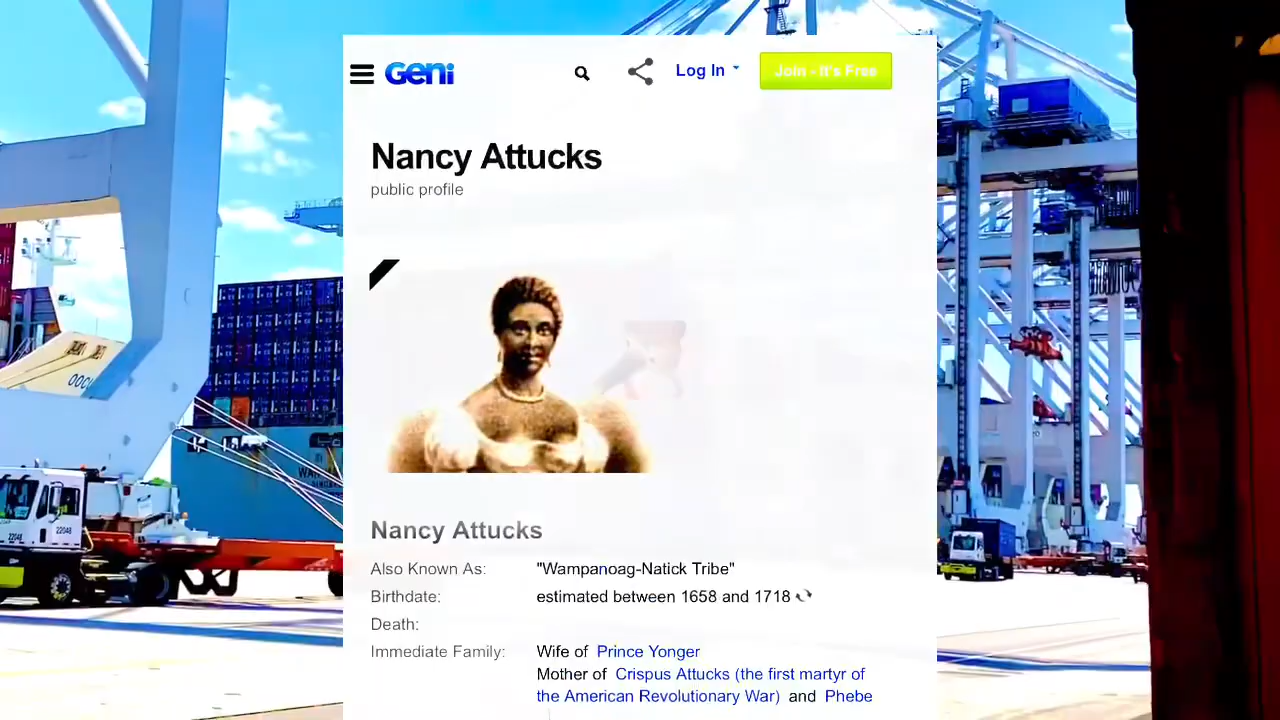 Geni
Log In
Join - It's Free
Nancy Attucks
public profile
Nancy Attucks
Also Known As: "Wampanoag-Natick Tribe"
Birthdate: estimated between 1658 and 1718
Death:
Immediate Family: Wife of Prince Yonger
Mother of Crispus Attucks (the first martyr of
the American Revolutionary War) and Phebe
22048
22048